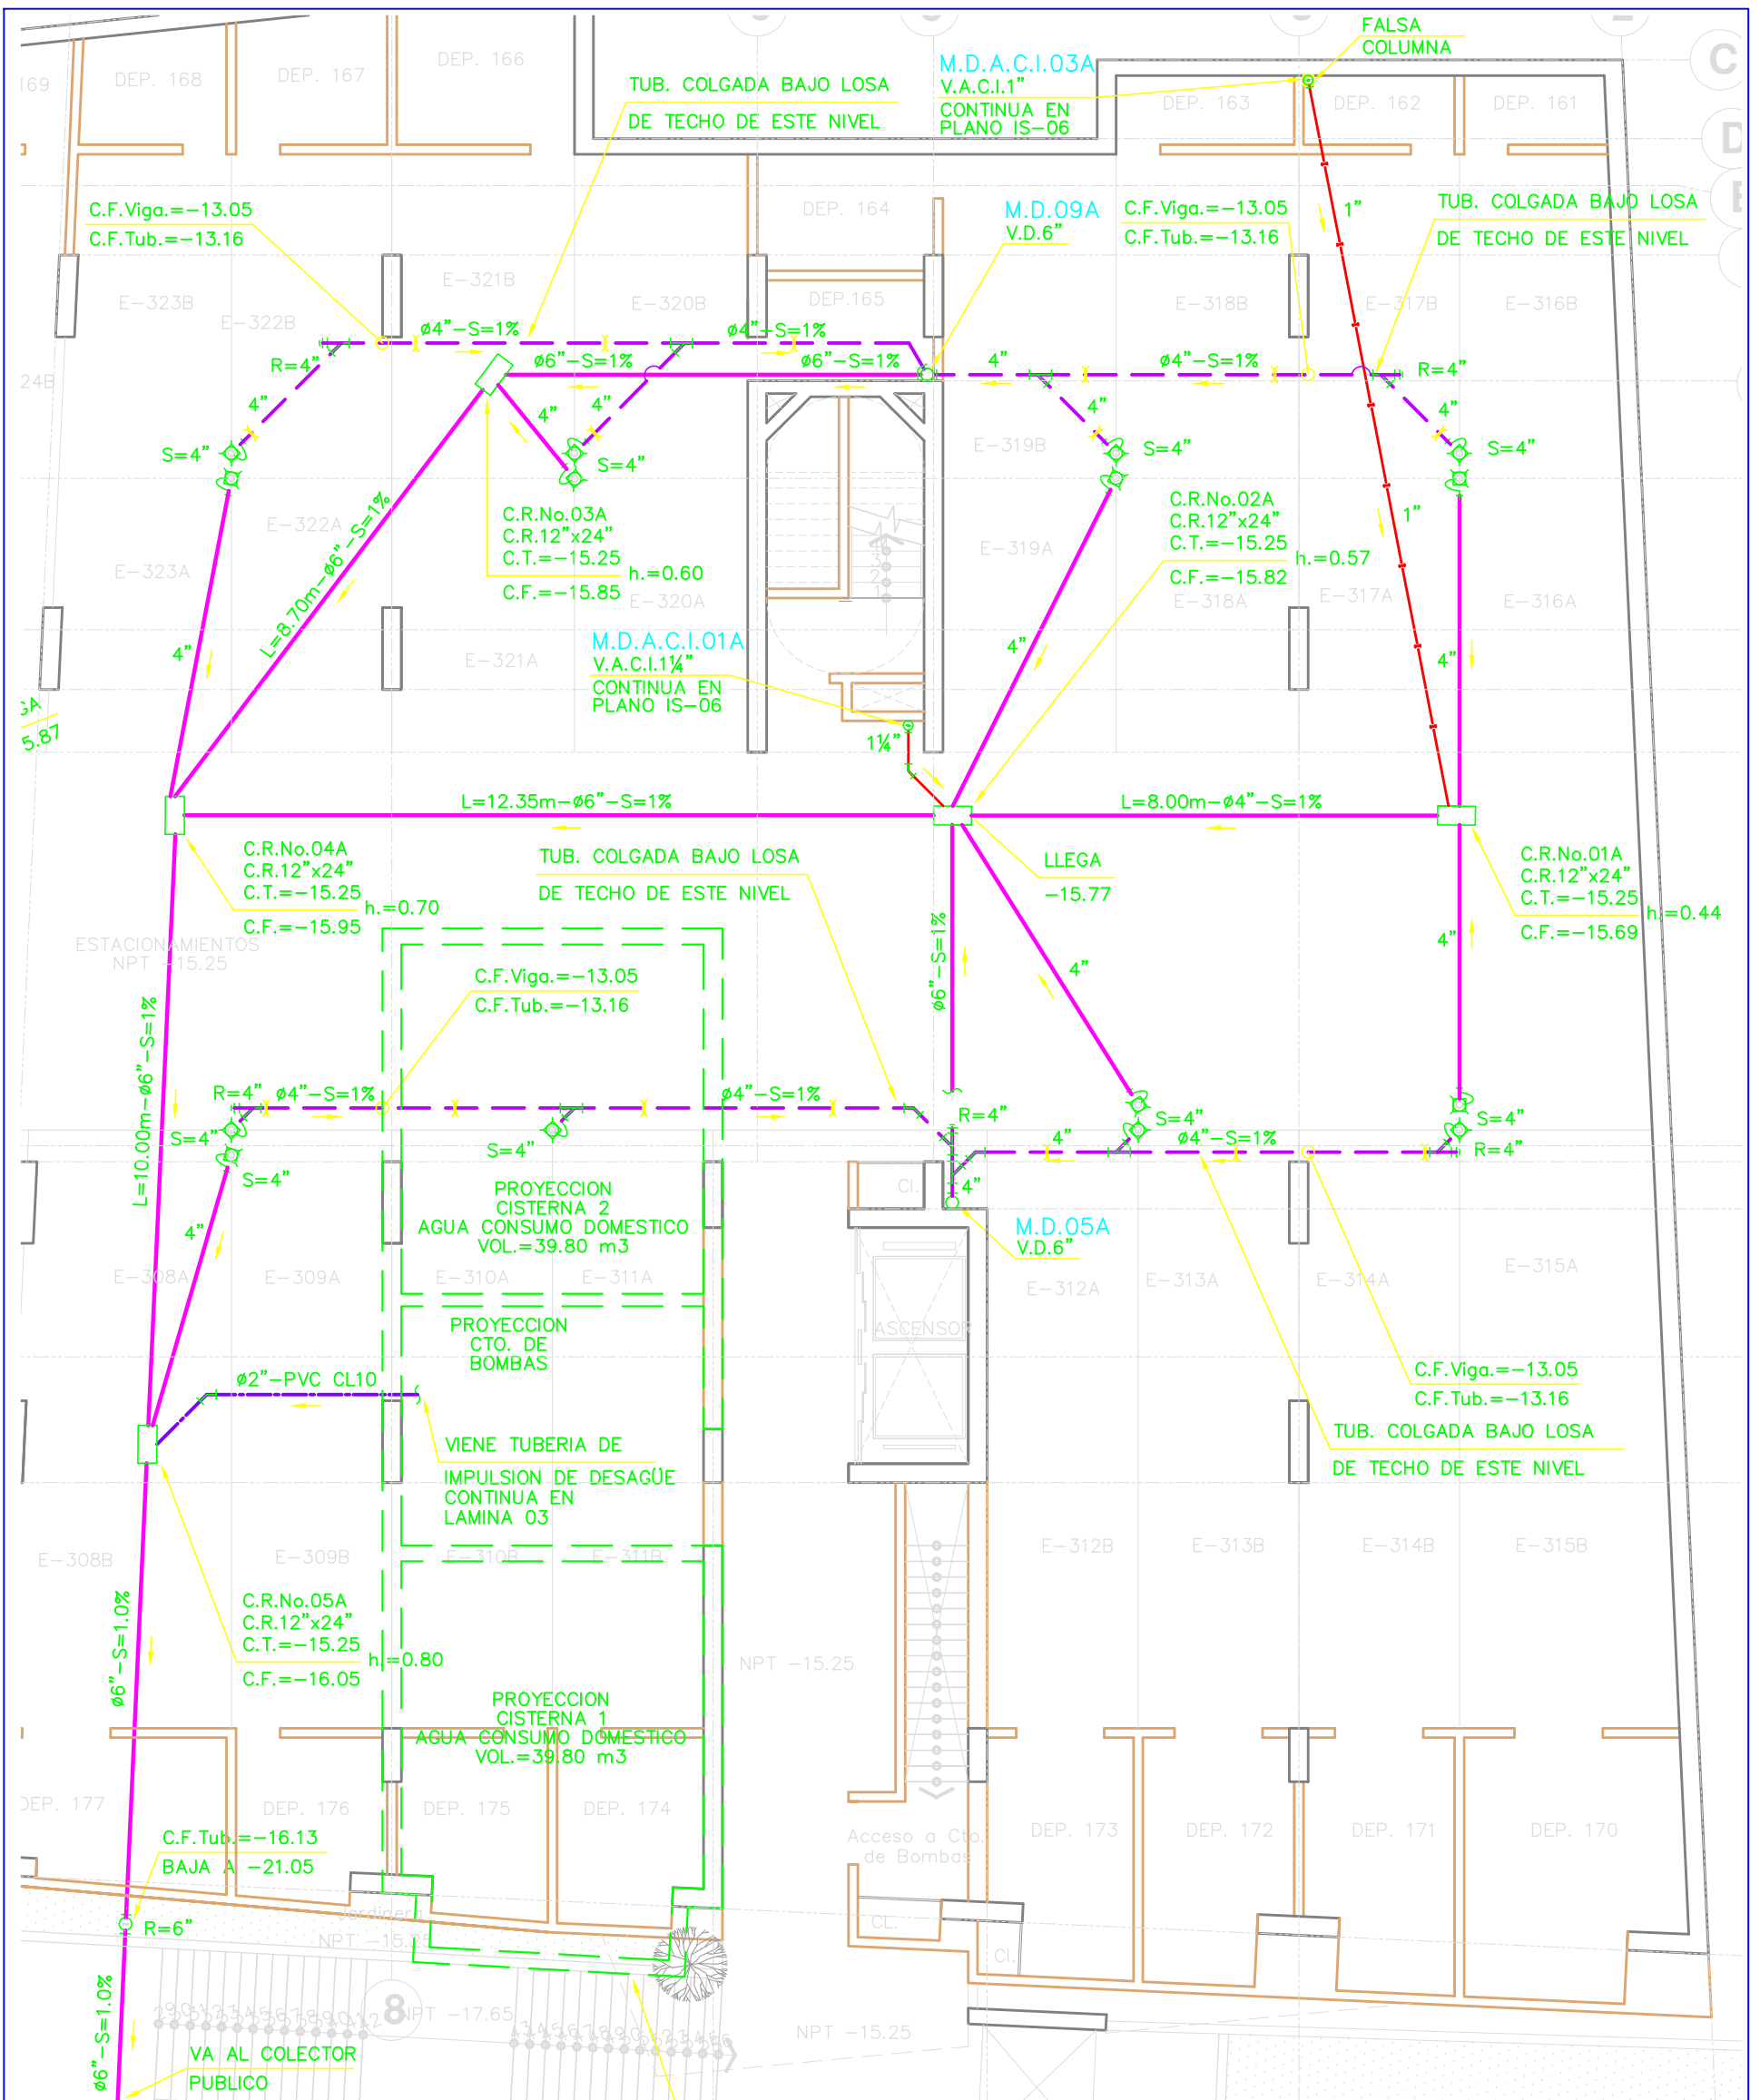 FALSA
COLUMNA
M.D.A.C.I.03A
V.A.C.I.1"
CONTINUA EN
PLANO IS-06
C
D
DEP. 168
DEP. 167
DEP. 166
TUB. COLGADA BAJO LOSA
DE TECHO DE ESTE NIVEL
DEP. 163
DEP. 162
DEP. 161
C.F.Viga.=-13.05
C.F.Tub.=-13.16
DEP. 164
M.D.09A
V.D.6"
C.F.Viga.=-13.05
C.F.Tub.=-13.16
1"
TUB. COLGADA BAJO LOSA
DE TECHO DE ESTE NIVEL
E-323B
E-322B
E-321B
E-320B
DEP.165
E-318B
E-317B
E-316B
ø4"-S=1%
ø4"-S=1%
R=4"
ø6"-S=1%
ø6"-S=1%
4"
ø4"-S=1%
R=4"
24B
4"
4"
4"
4"
4"
S=4"
S=4"
E-319B
S=4"
S=4"
C.R.No.03A
C.R.12"x24"
C.T.=-15.25
h.=0.60
C.F.=-15.85
C.R.No.02A
C.R.12"x24"
C.T.=-15.25
h.=0.57
C.F.=-15.82
1"
E-322A
E-323A
L=8.70m-ø6"-S=1%
E-320A
E-319A
E-318A
E-317A
E-316A
4"
E-321A
M.D.A.C.I.01A
V.A.C.I.1¼"
CONTINUA EN
PLANO IS-06
4"
4"
5.87
1¼"
L=12.35m-ø6"-S=1%
L=8.00m-ø4"-S=1%
C.R.No.04A
C.R.12"x24"
C.T.=-15.25
h.=0.70
C.F.=-15.95
TUB. COLGADA BAJO LOSA
DE TECHO DE ESTE NIVEL
LLEGA
-15.77
C.R.No.01A
C.R.12"x24"
C.T.=-15.25
h.=0.44
C.F.=-15.69
ESTACIONAMIENTOS
NPT -15.25
C.F.Viga.=-13.05
C.F.Tub.=-13.16
ø6"-S=1%
4"
4"
L=10.00m-ø6"-S=1%
R=4"
ø4"-S=1%
ø4"-S=1%
R=4"
S=4"
S=4"
S=4"
S=4"
4"
ø4"-S=1%
S=4"
R=4"
4"
4"
PROYECCION
CISTERNA 2
AGUA CONSUMO DOMESTICO
VOL.=39.80 m3
CI.
M.D.05A
V.D.6"
E-308A
E-309A
E-310A
E-311A
E-312A
E-313A
E-314A
E-315A
PROYECCION
CTO. DE
BOMBAS
ASCENSOR
C.F.Viga.=-13.05
C.F.Tub.=-13.16
ø2"-PVC CL10
TUB. COLGADA BAJO LOSA
DE TECHO DE ESTE NIVEL
VIENE TUBERIA DE
IMPULSION DE DESAGÜE
CONTINUA EN
LAMINA 03
E-308B
E-309B
E-310B
E-311B
E-312B
E-313B
E-314B
E-315B
C.R.No.05A
C.R.12"x24"
C.T.=-15.25
h.=0.80
C.F.=-16.05
ø6"-S=1.0%
NPT -15.25
PROYECCION
CISTERNA 1
AGUA CONSUMO DOMESTICO
VOL.=39.80 m3
DEP. 177
DEP. 176
DEP. 175
DEP. 174
DEP. 173
DEP. 172
DEP. 171
DEP. 170
C.F.Tub.=-16.13
BAJA A -21.05
Acceso a Cto.
de Bombas
R=6"
Jardinera
CL.
CI.
8
NPT -17.65
NPT -15.25
ø6"-S=1.0%
VA AL COLECTOR
PUBLICO